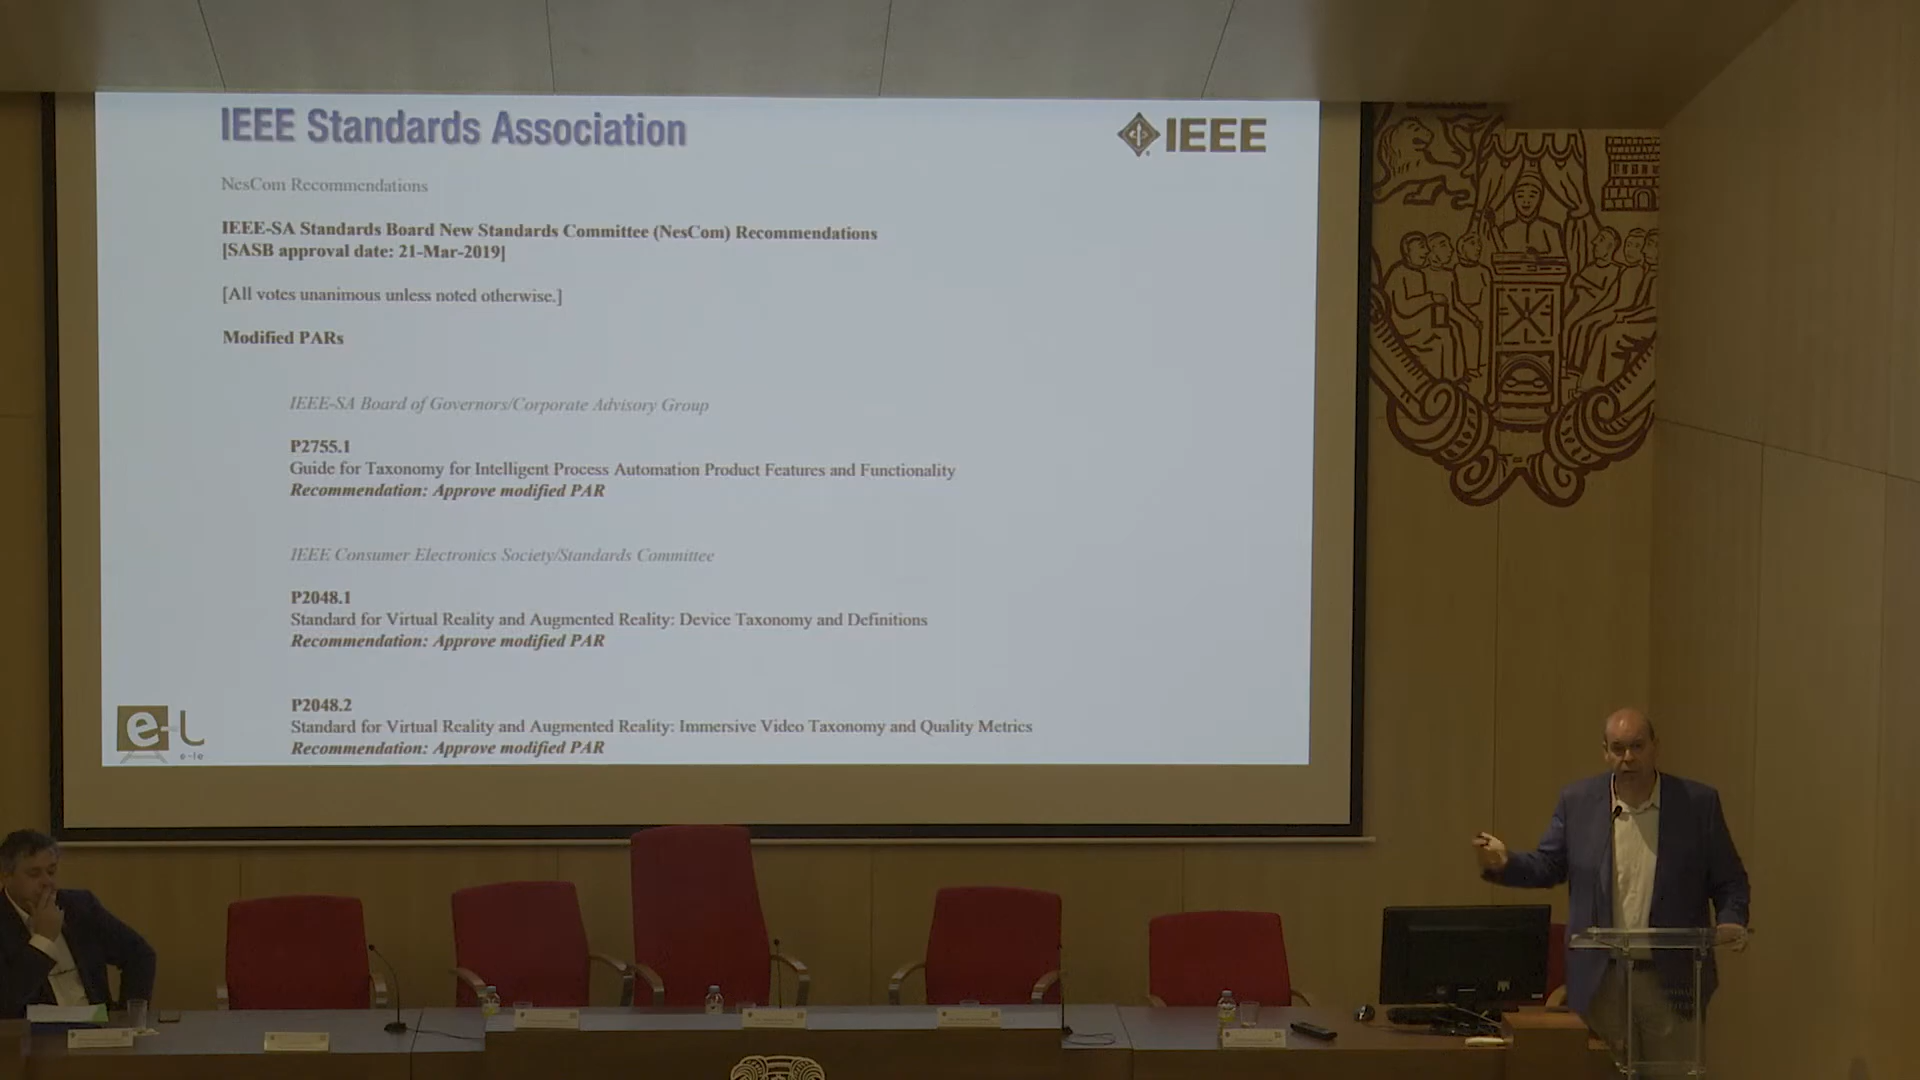 IEEE Standards Association
IEEE
NesCom Recommendations
IEEE-SA Standards Board New Standards Committee (NesCom) Recommendations
[SASB approval date: 21-Mar-2019]
[All votes unanimous unless noted otherwise.]
Modified PARs
IEEE-SA Board of Governors/Corporate Advisory Group
P2755.1
Guide for Taxonomy for Intelligent Process Automation Product Features and Functionality
Recommendation: Approve modified PAR
IEEE Consumer Electronics Society/Standards Committee
P2048.1
Standard for Virtual Reality and Augmented Reality: Device Taxonomy and Definitions
Recommendation: Approve modified PAR
P2048.2
Standard for Virtual Reality and Augmented Reality: Immersive Video Taxonomy and Quality Metrics
Recommendation: Approve modified PAR
e-L